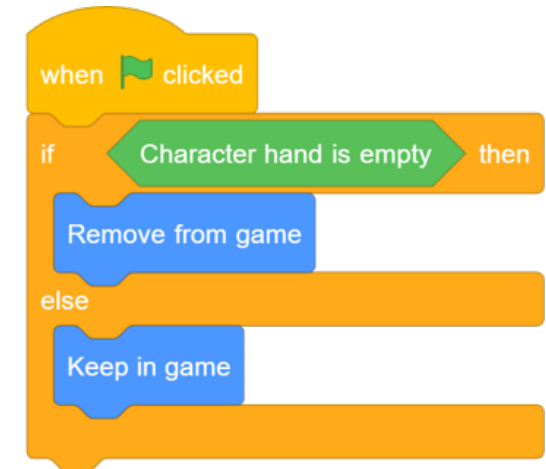 when clicked
if Character hand is empty then
Remove from game
else
Keep in game